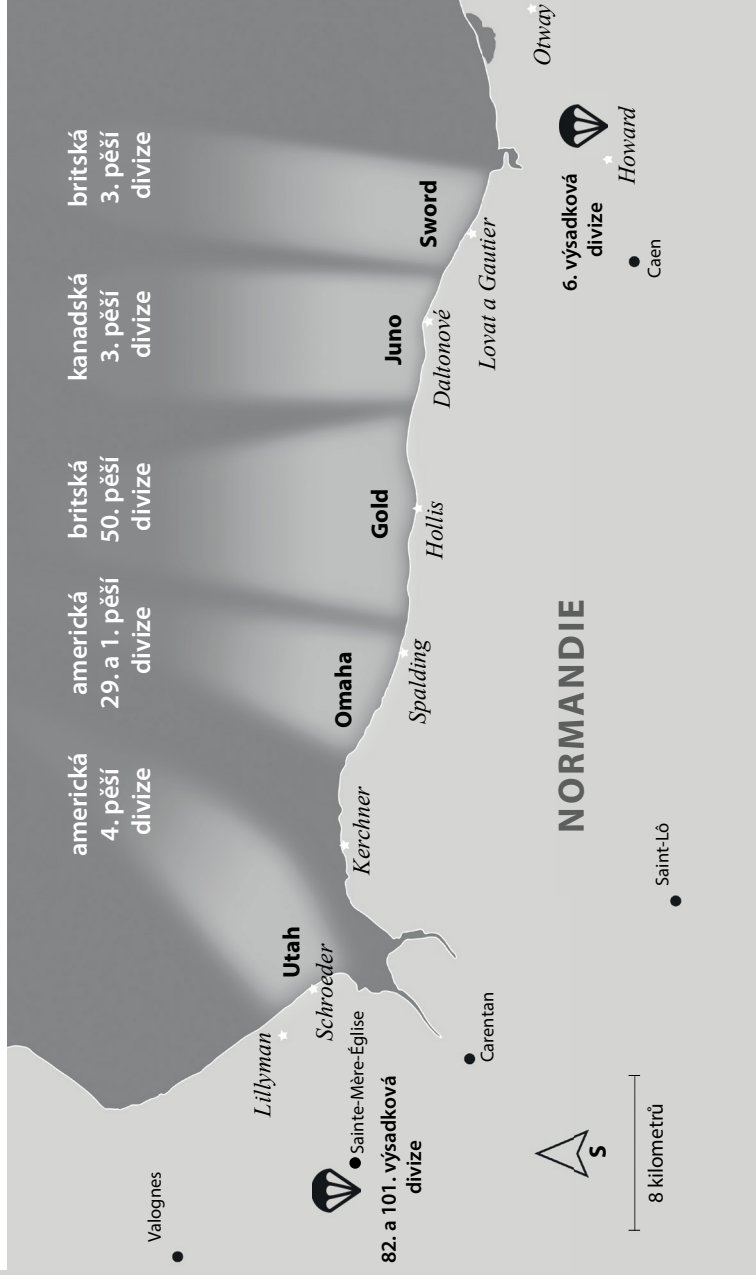 americká
4. pěší
divize
americká
29. a 1. pěší
divize
britská
50. pěší
divize
kanadská
3. pěší
divize
britská
3. pěší
divize
Utah
Omaha
Gold
Juno
Sword
Lillyman
Schroeder
Kerchner
Spalding
Hollis
Daltonové
Lovat a Gautier
Howard
Otway
Valognes
Sainte-Mère-Église
82. a 101. výsadková
divize
Carentan
Saint-Lô
NORMANDIE
6. výsadková
divize
Caen
S
8 kilometrů